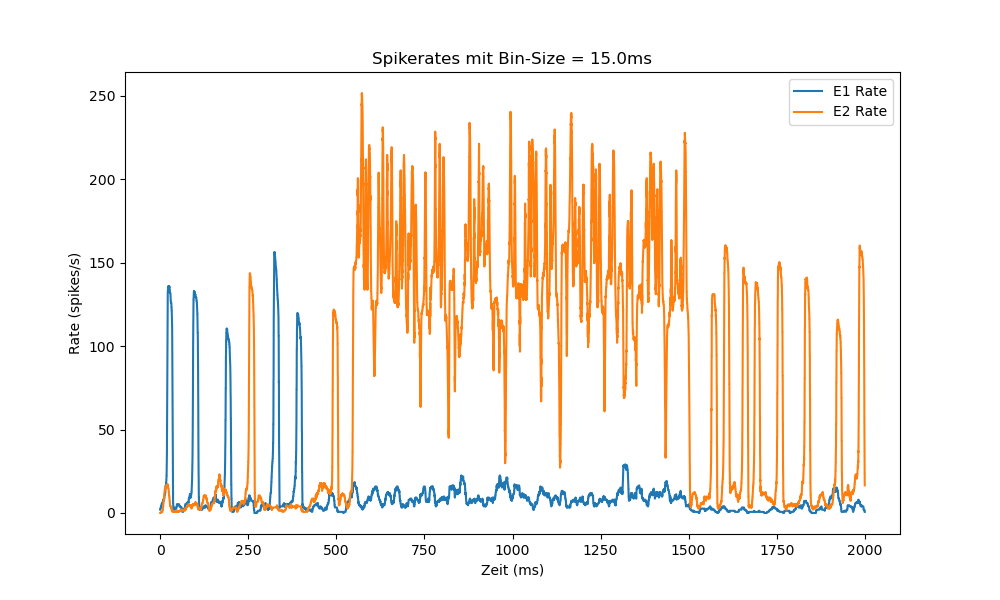 Spikerates mit Bin-Size = 15.0ms
E1 Rate
E2 Rate
Rate (spikes/s)
250
200
150
100
50
0
0 250 500 750 1000 1250 1500 1750 2000
Zeit (ms)